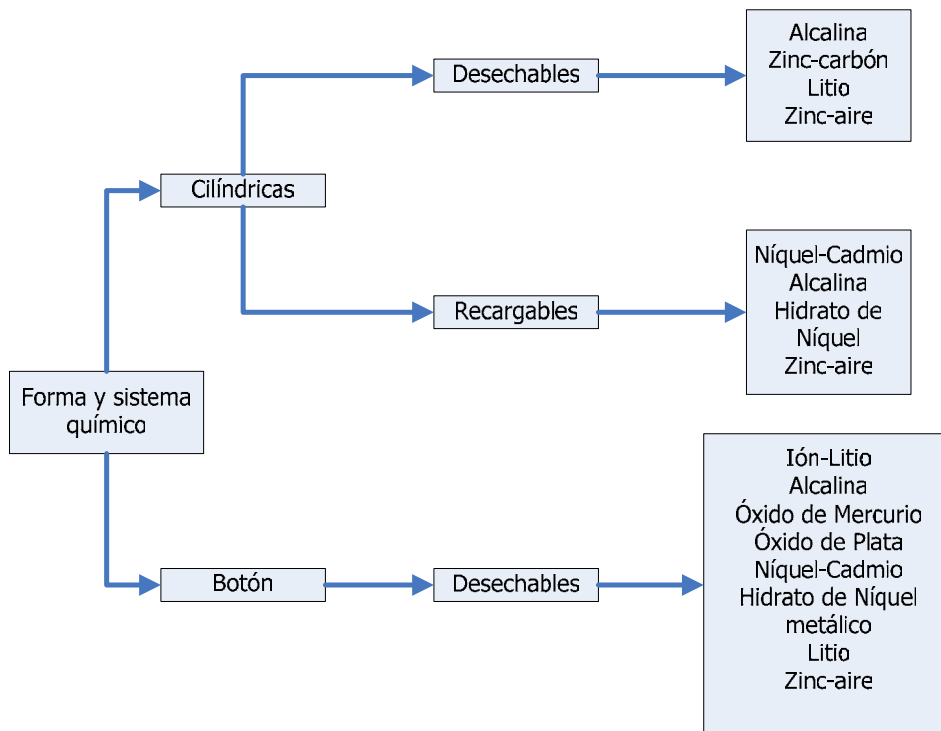 Forma y sistema
químico
Cilíndricas
Desechables
Alcalina
Zinc-carbón
Litio
Zinc-aire
Recargables
Níquel-Cadmio
Alcalina
Hidrato de
Níquel
Zinc-aire
Botón
Desechables
Ión-Litio
Alcalina
Óxido de Mercurio
Óxido de Plata
Níquel-Cadmio
Hidrato de Níquel
metálico
Litio
Zinc-aire